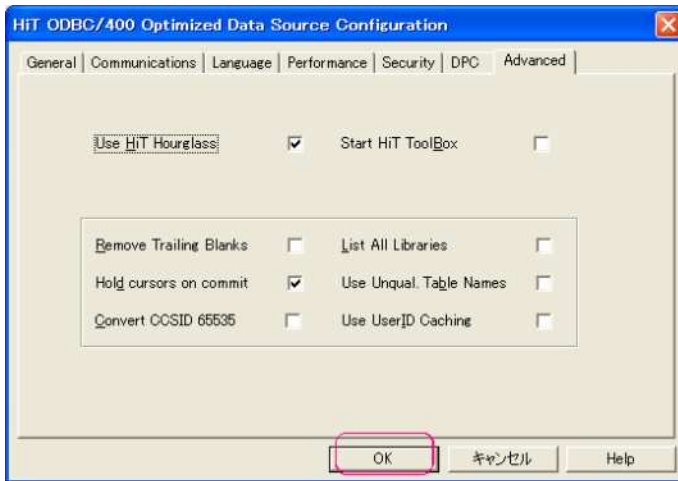 HiT ODBC/400 Optimized Data Source Configuration
General Communications Language Performance Security DPC Advanced
Use HiT Hourglass Start HiT ToolBox
Remove Trailing Blanks List All Libraries
Hold cursors on commit Use Unqual. Table Names
Convert CCSID 65535 Use UserID Caching
OK キャンセル Help